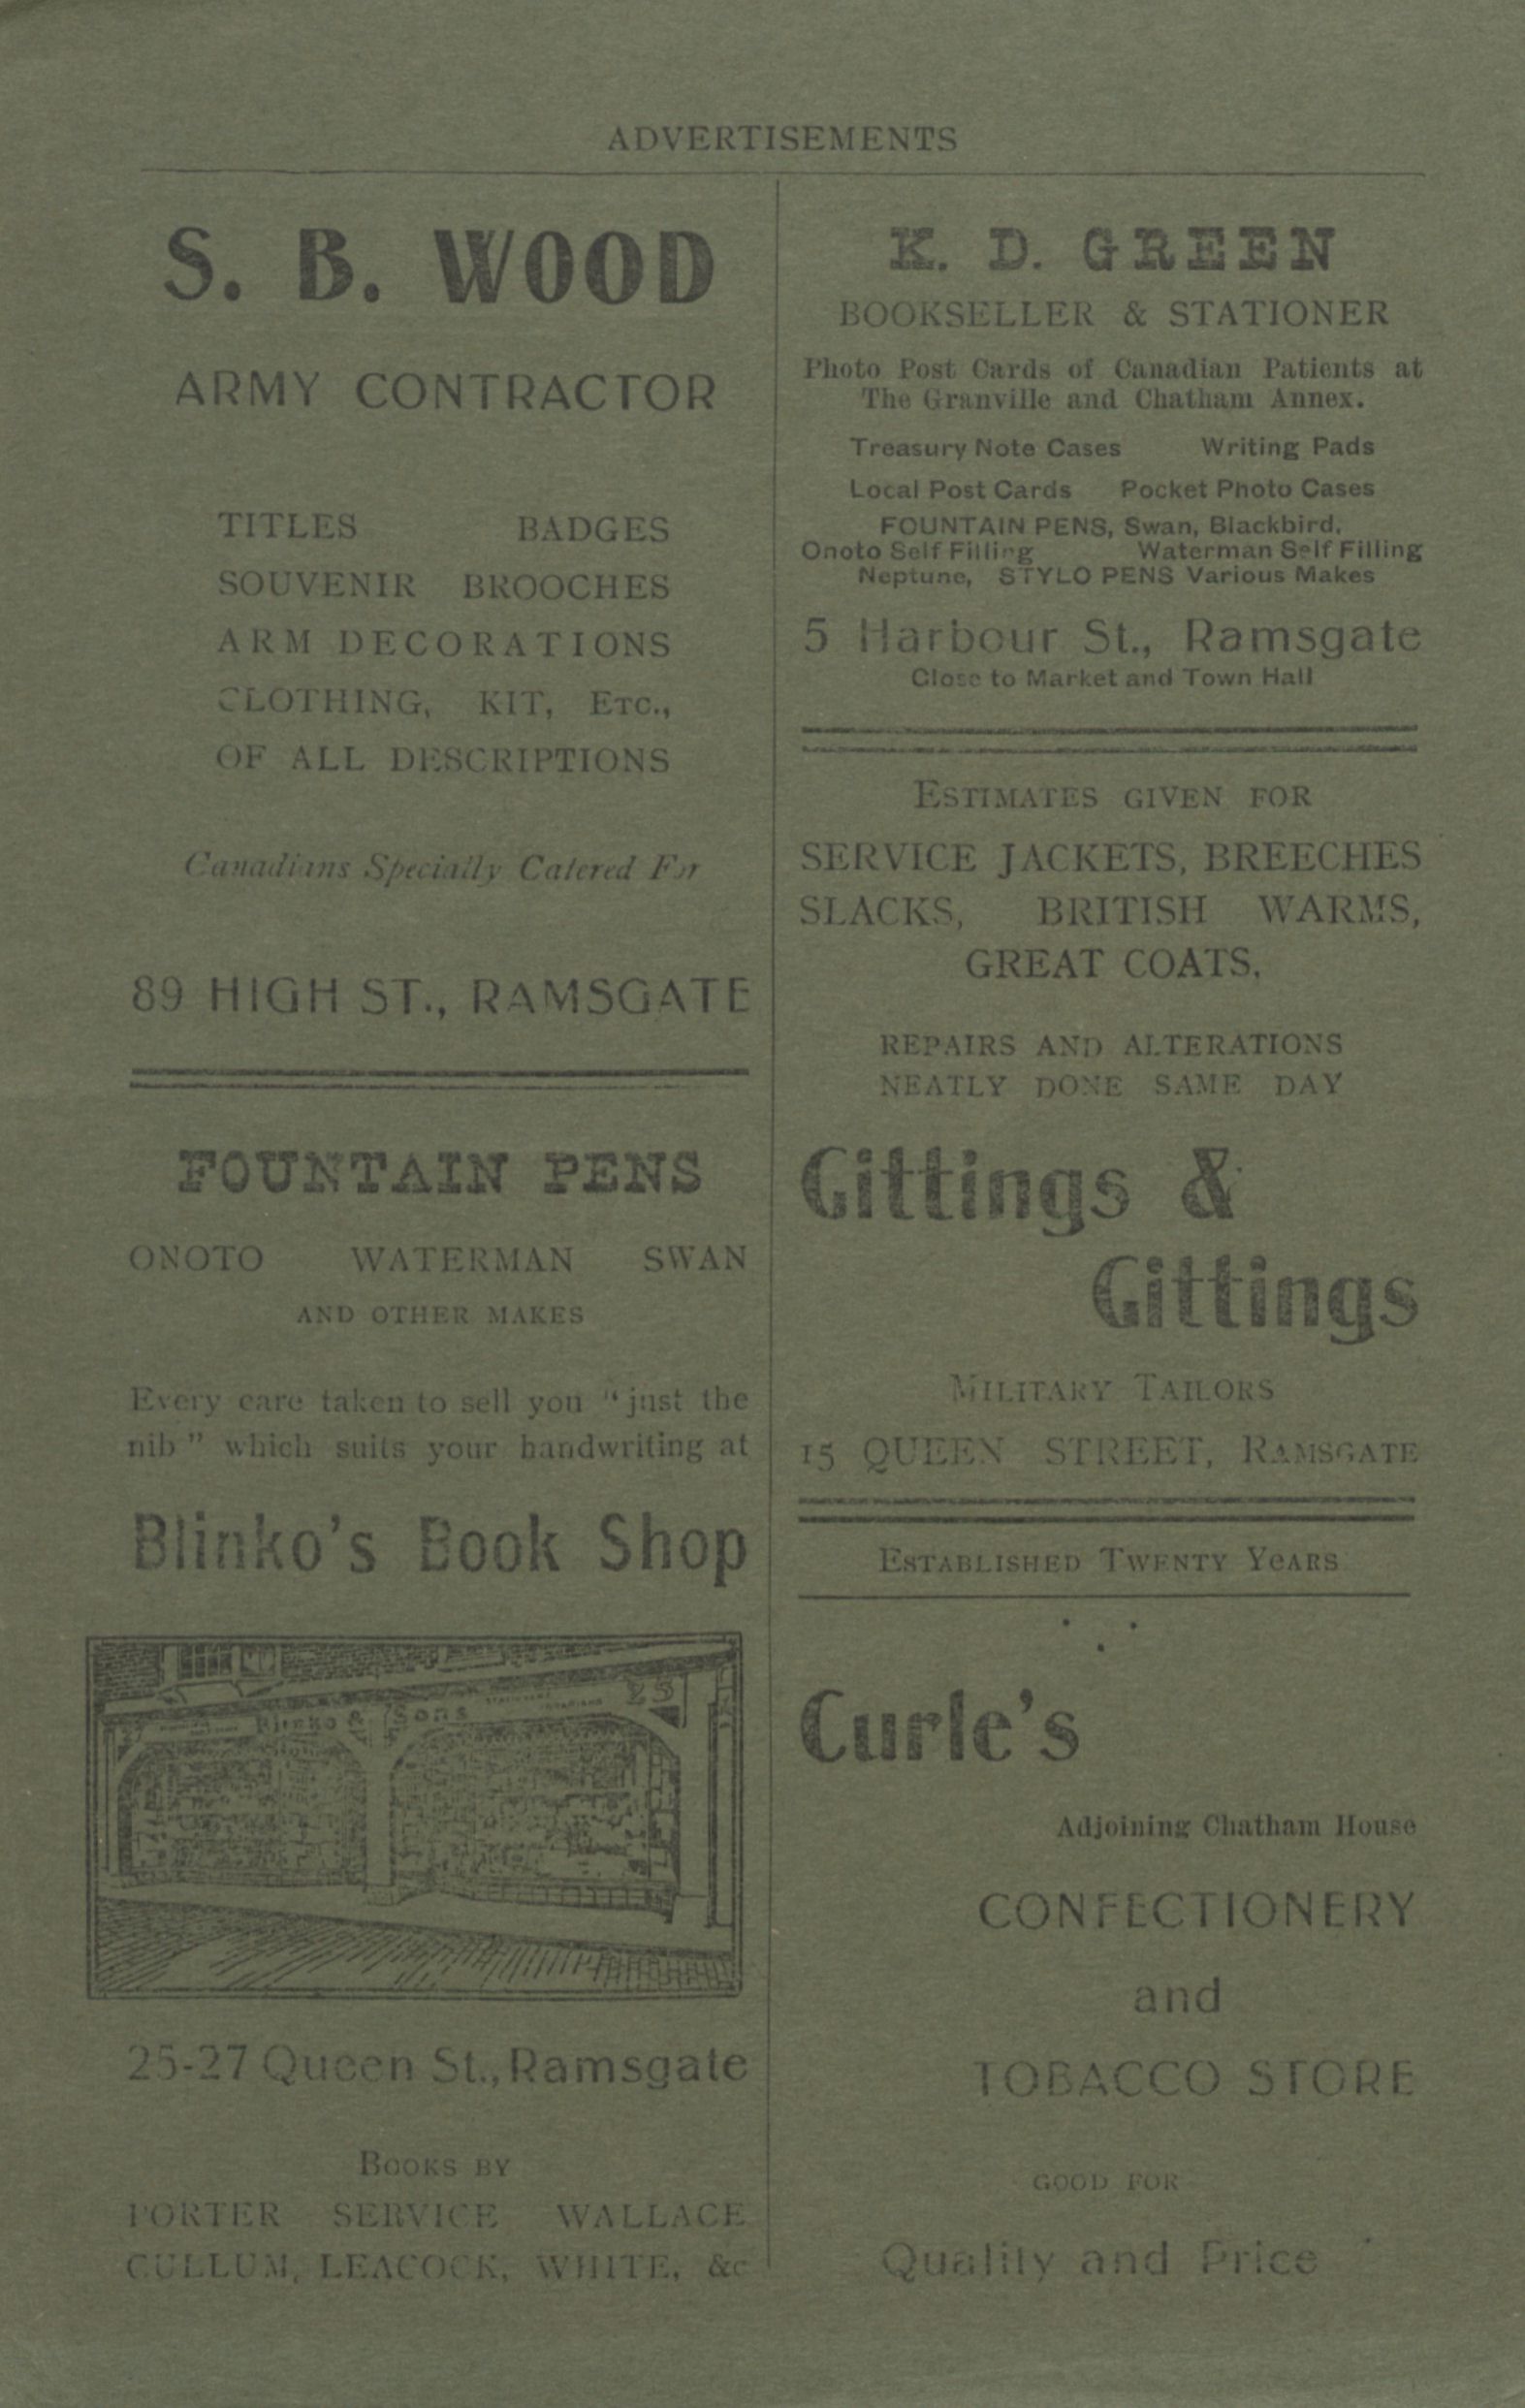 ADVERTISEMENTS
S. B. WOOD
ARMY CONTRACTOR
TITLES BADGES
SOUVENIR BROOCHES
ARM DECORATIONS
CLOTHING, KIT, ETC.,
OF ALL DESCRIPTIONS
Canadians Specially Catered For
89 HIGH ST., RAMSGATE
FOUNTAIN PENS
ONOTO WATERMAN SWAN
AND OTHER MAKES
Every care taken to sell you "just the
nib" which suits your handwriting at
Blinko's Book Shop
Blinko & Sons 25
27
25-27 Queen St., Ramsgate
BOOKS BY
PORTER SERVICE WALLACE
CULLUM, LEACOCK, WHITE, &c
K. D. GREEN
BOOKSELLER & STATIONER
Photo Post Cards of Canadian Patients at
The Granville and Chatham Annex.
Treasury Note Cases Writing Pads
Local Post Cards Pocket Photo Cases
FOUNTAIN PENS, Swan, Blackbird,
Onoto Self Filling Waterman Self Filling
Neptune, STYLO PENS Various Makes
5 Harbour St., Ramsgate
Close to Market and Town Hall
ESTIMATES GIVEN FOR
SERVICE JACKETS, BREECHES
SLACKS, BRITISH WARMS,
GREAT COATS,
REPAIRS AND ALTERATIONS
NEATLY DONE SAME DAY
Gittings &
Gittings
MILITARY TAILORS
15 QUEEN STREET, RAMSGATE
ESTABLISHED TWENTY YeARS
Curle's
Adjoining Chatham House
CONFECTIONERY
and
TOBACCO STORE
GOOD FOR
Quality and Price